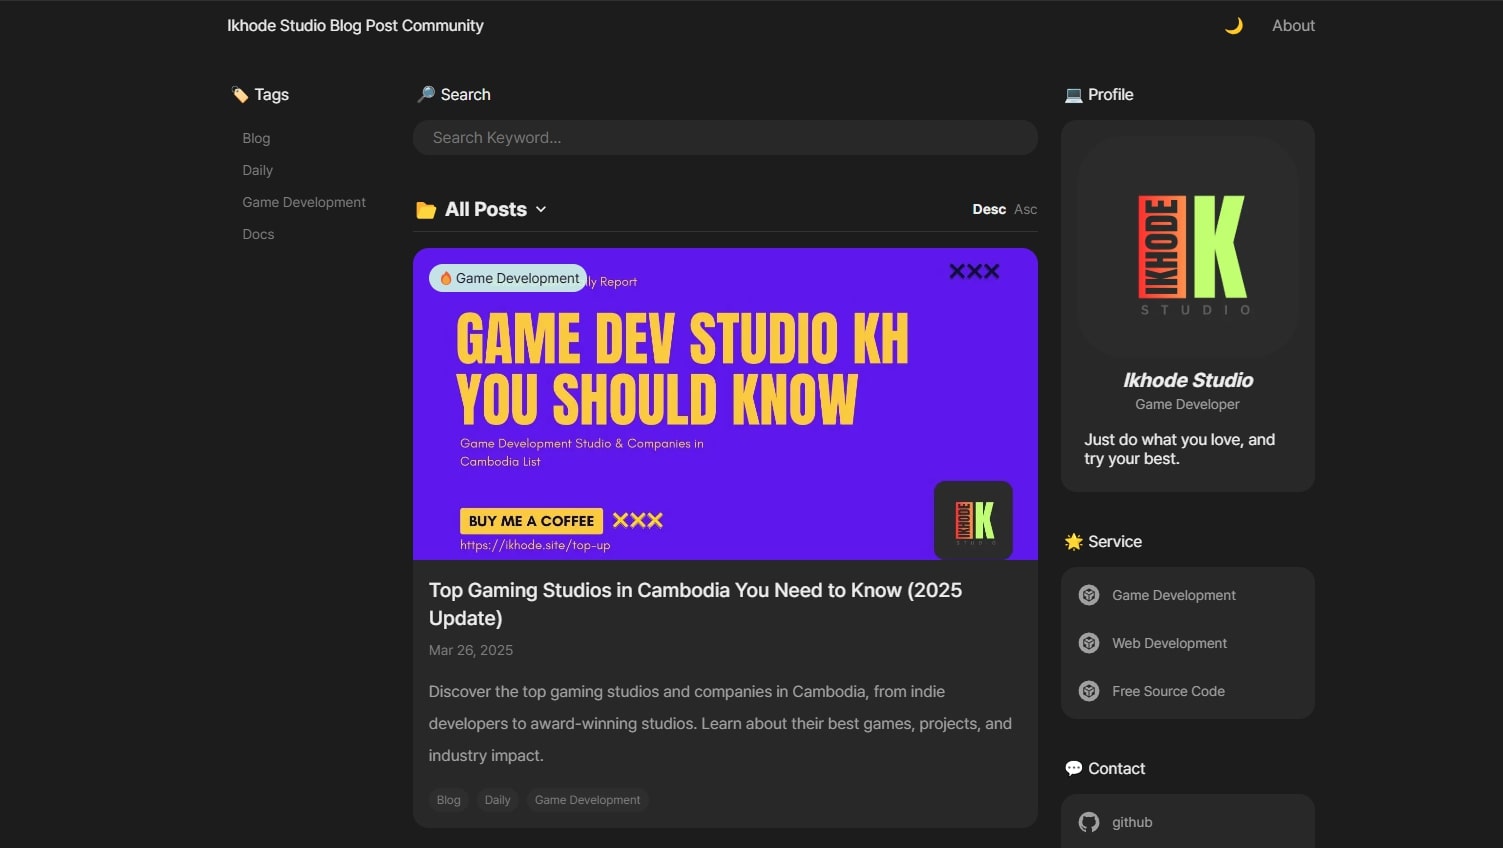 Ikhode Studio Blog Post Community
About
Tags
Blog
Daily
Game Development
Docs
Search
Search Keyword...
All Posts
Desc Asc
Game Development
ly Report
XXX
GAME DEV STUDIO KH
YOU SHOULD KNOW
Game Development Studio & Companies in
Cambodia List
BUY ME A COFFEE XXX
https://ikhode.site/top-up
IKHODE K
STUDIO
Top Gaming Studios in Cambodia You Need to Know (2025
Update)
Mar 26, 2025
Discover the top gaming studios and companies in Cambodia, from indie
developers to award-winning studios. Learn about their best games, projects, and
industry impact.
Blog Daily Game Development
Profile
IKHODE K
STUDIO
Ikhode Studio
Game Developer
Just do what you love, and
try your best.
Service
Game Development
Web Development
Free Source Code
Contact
github